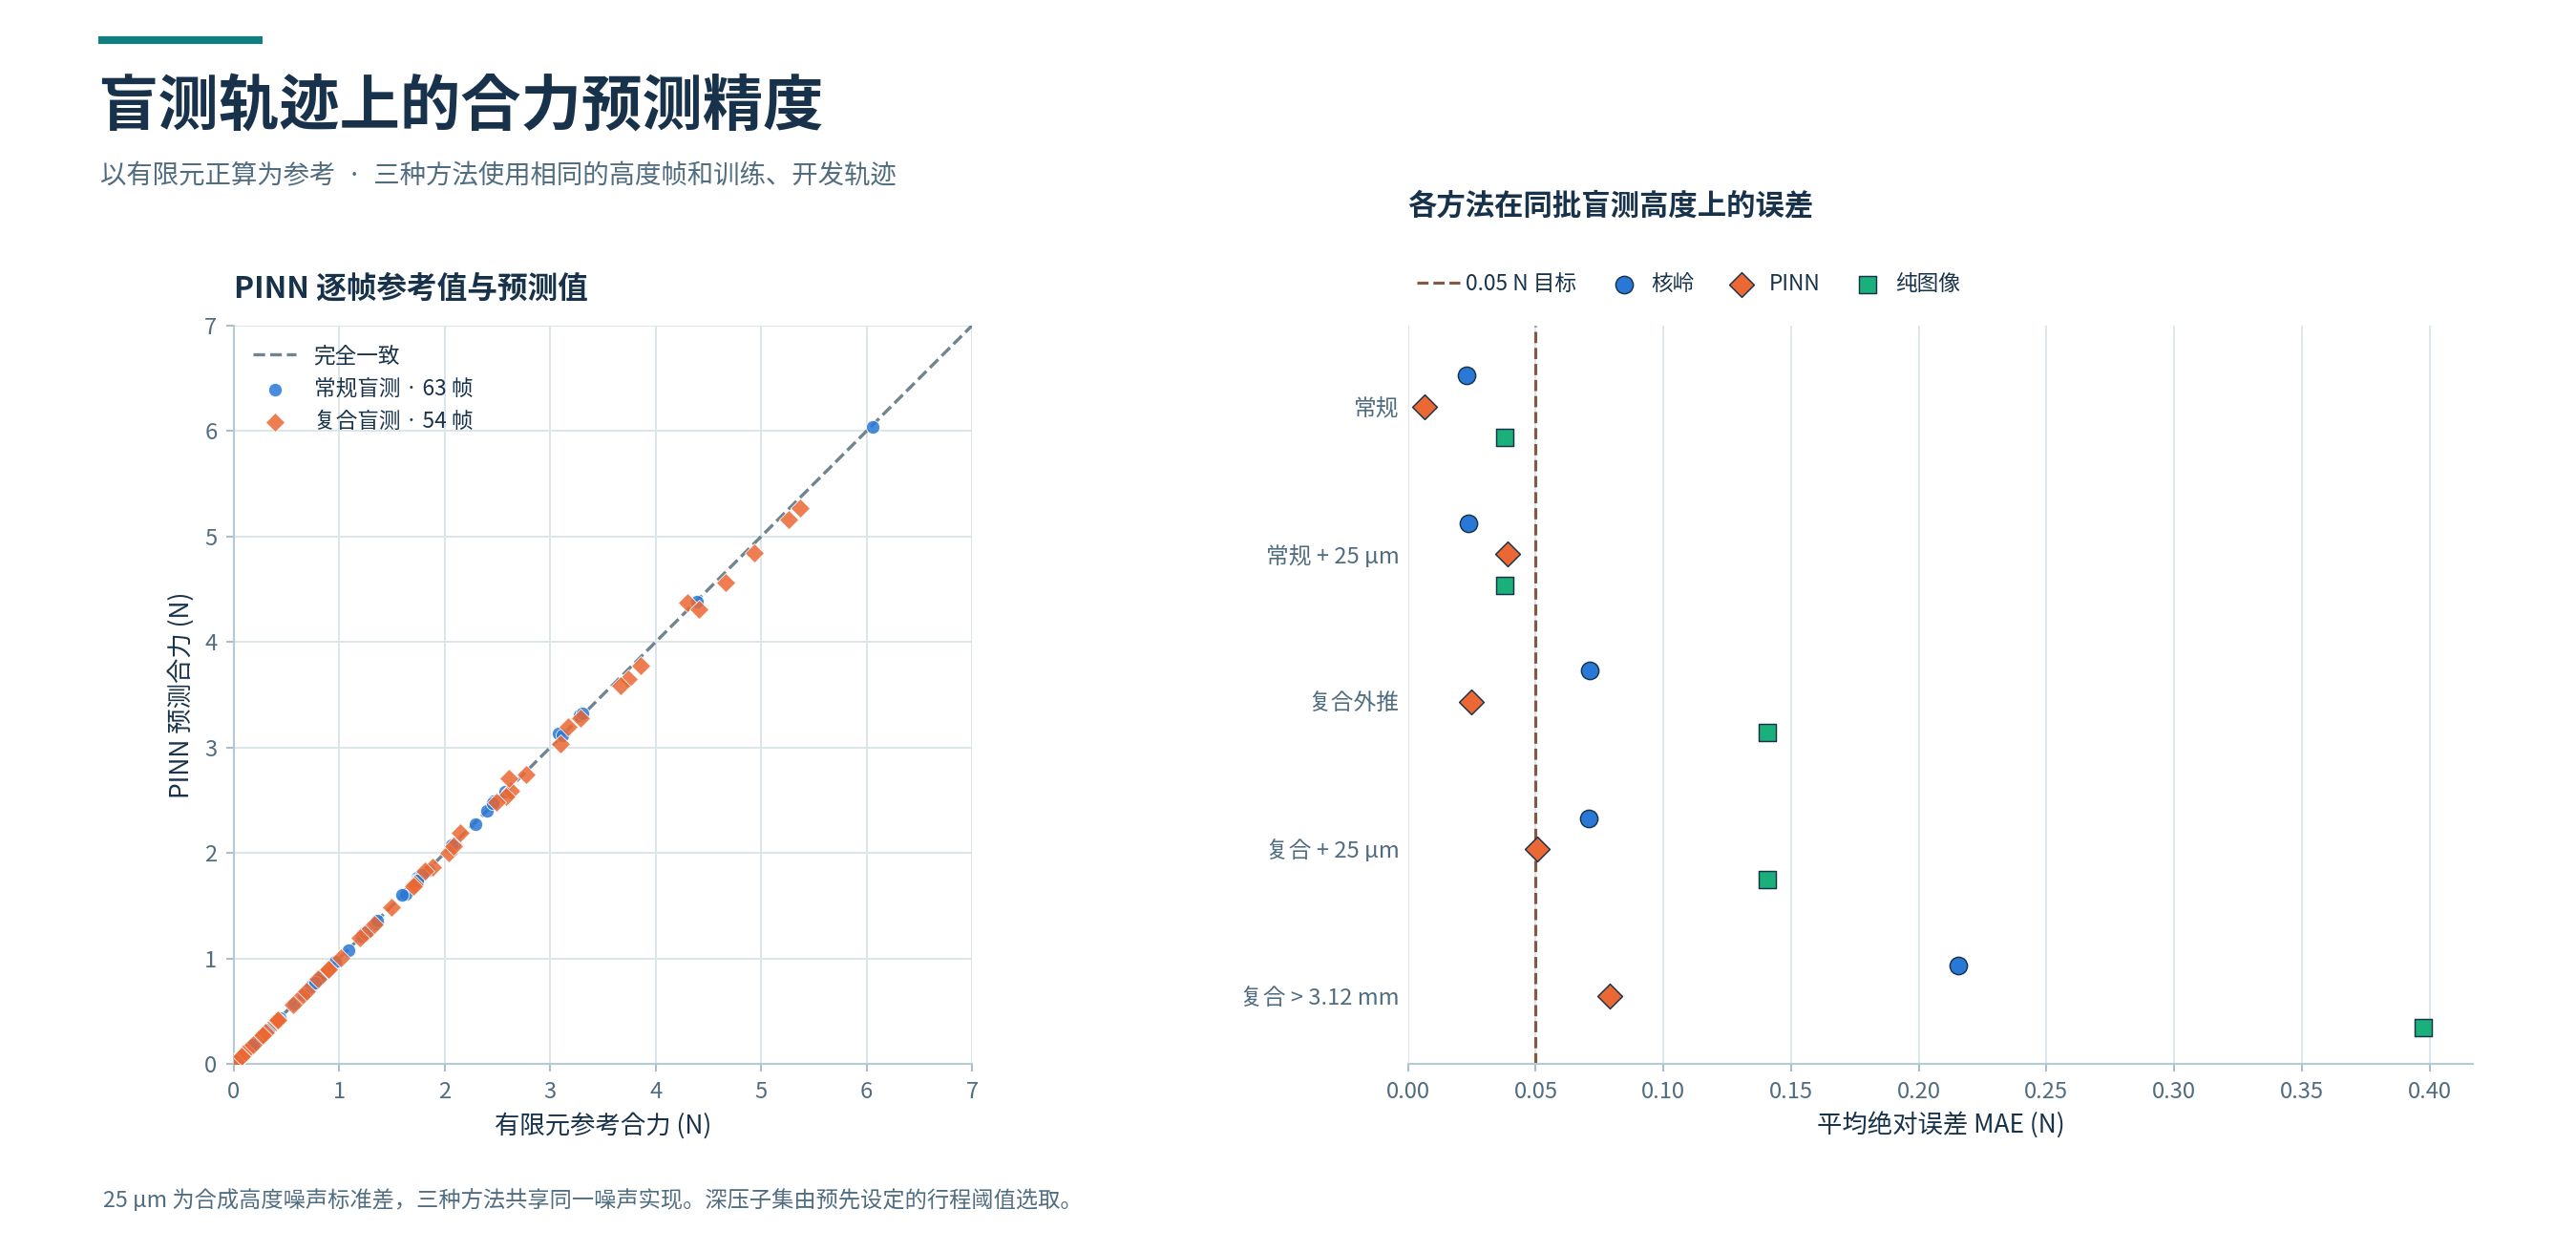 盲测轨迹上的合力预测精度
以有限元正算为参考 · 三种方法使用相同的高度帧和训练、开发轨迹
PINN 逐帧参考值与预测值
完全一致
常规盲测 · 63 帧
复合盲测 · 54 帧
7
6
5
4
3
2
1
0
PINN 预测合力 (N)
0 1 2 3 4 5 6 7
有限元参考合力 (N)
各方法在同批盲测高度上的误差
0.05 N 目标 核岭 PINN 纯图像
常规
常规 + 25 μm
复合外推
复合 + 25 μm
复合 > 3.12 mm
0.00 0.05 0.10 0.15 0.20 0.25 0.30 0.35 0.40
平均绝对误差 MAE (N)
25 μm 为合成高度噪声标准差，三种方法共享同一噪声实现。深压子集由预先设定的行程阈值选取。